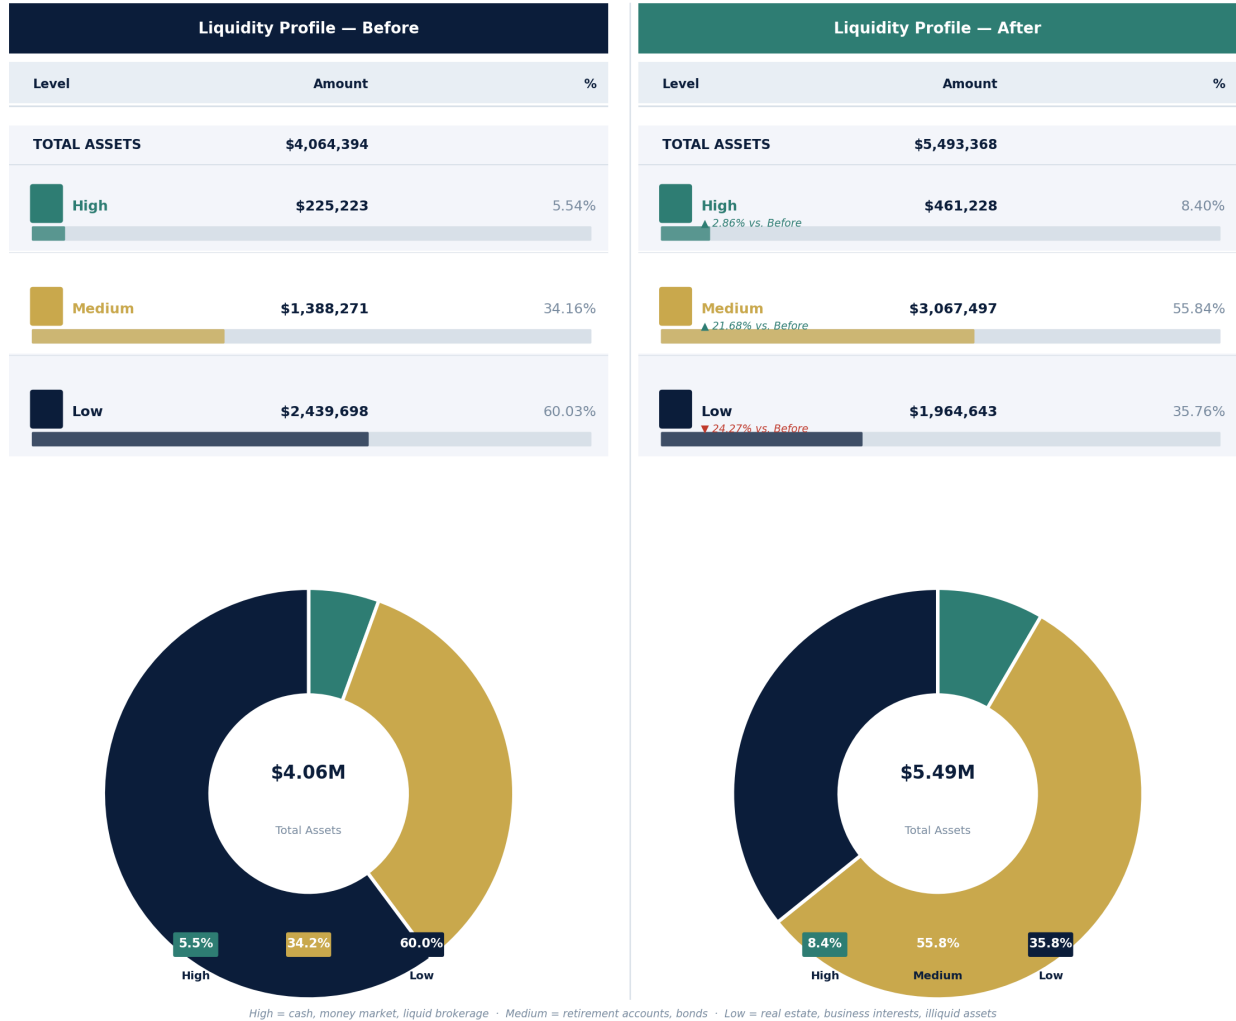 Liquidity Profile — Before
Level Amount %
TOTAL ASSETS $4,064,394
High $225,223 5.54%
Medium $1,388,271 34.16%
Low $2,439,698 60.03%
$4.06M
Total Assets
5.5% 34.2% 60.0%
High Low
Liquidity Profile — After
Level Amount %
TOTAL ASSETS $5,493,368
High $461,228 8.40%
▲ 2.86% vs. Before
Medium $3,067,497 55.84%
▲ 21.68% vs. Before
Low $1,964,643 35.76%
▼ 24.27% vs. Before
$5.49M
Total Assets
8.4% 55.8% 35.8%
High Medium Low
High = cash, money market, liquid brokerage · Medium = retirement accounts, bonds · Low = real estate, business interests, illiquid assets